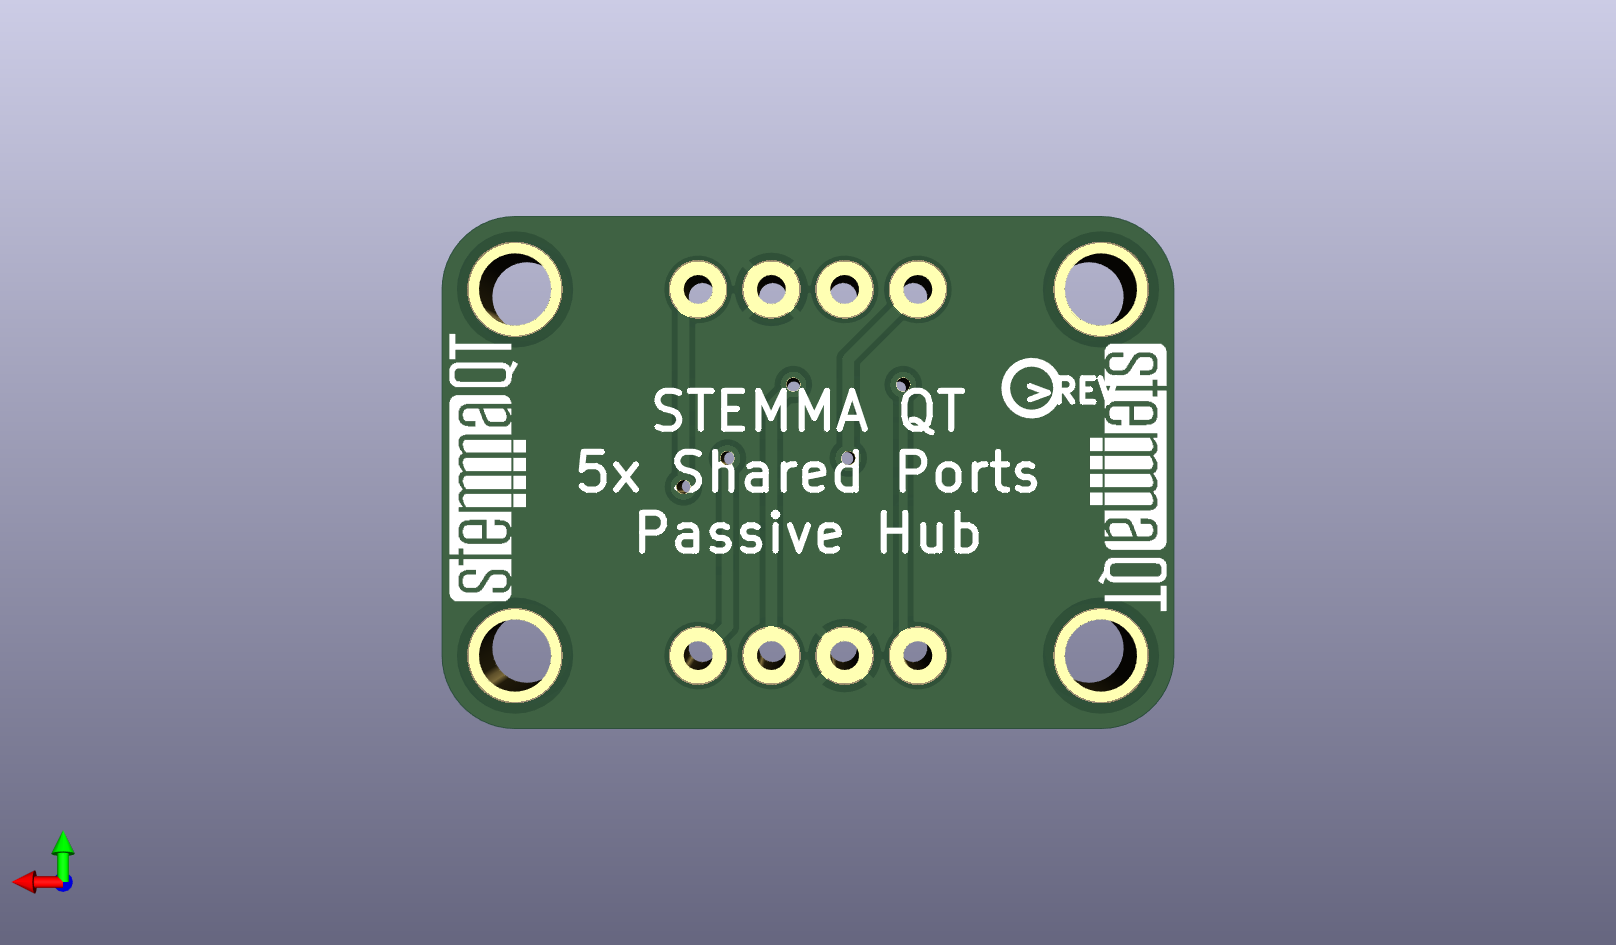 stemmaQT
STEMMA QT
5x Shared Ports
Passive Hub
>REV
stemmaQT